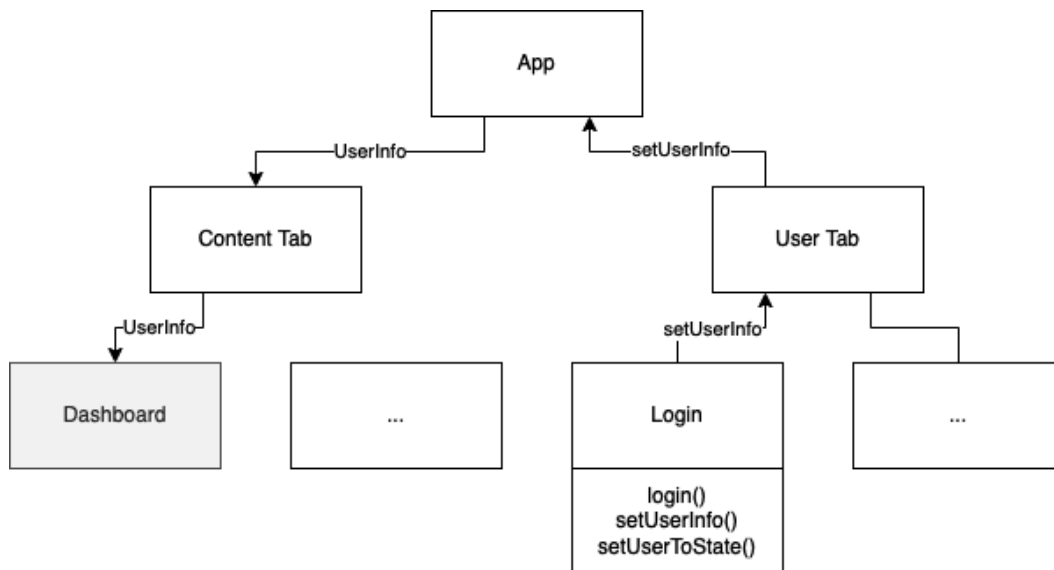 App
UserInfo
setUserInfo
Content Tab
User Tab
UserInfo
setUserInfo
Dashboard
...
Login
...
login()
setUserInfo()
setUserToState()